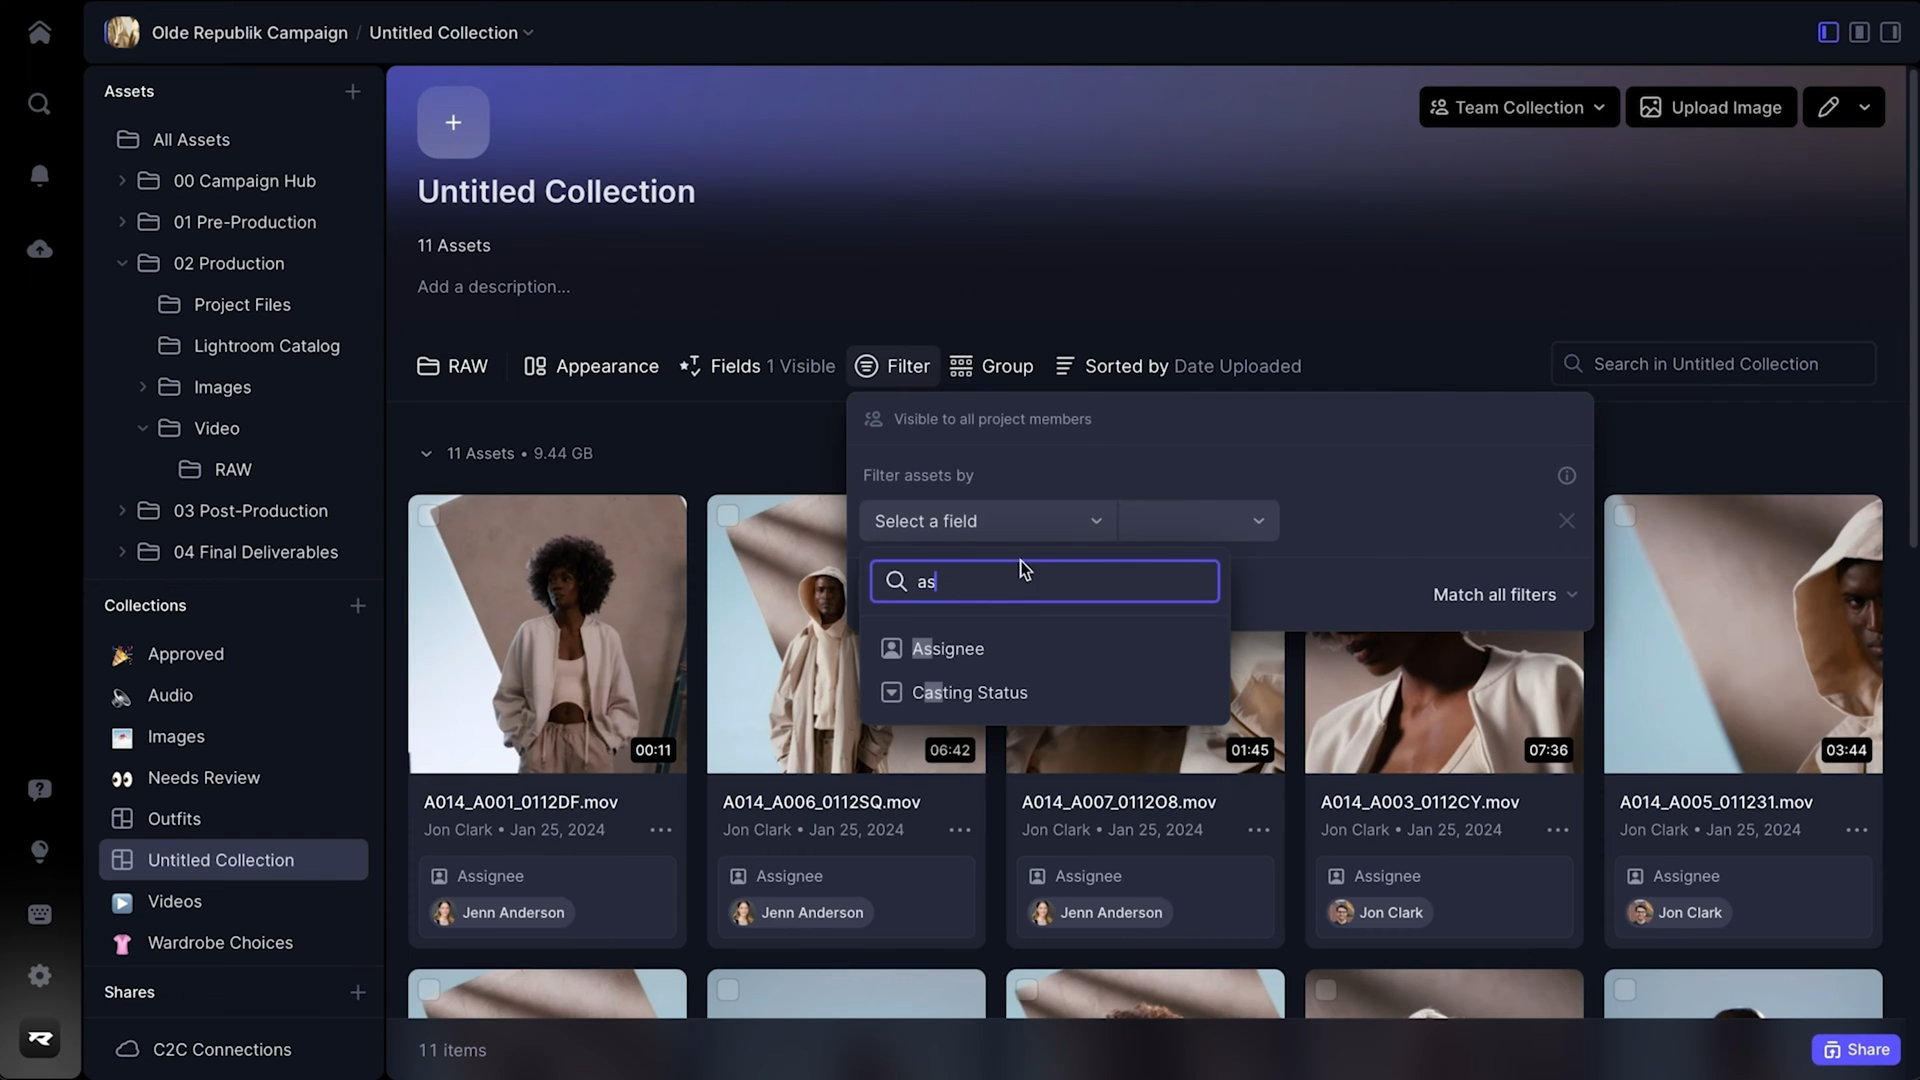 Olde Republik Campaign / Untitled Collection
Assets
All Assets
00 Campaign Hub
01 Pre-Production
02 Production
Project Files
Lightroom Catalog
Images
Video
RAW
03 Post-Production
04 Final Deliverables
Collections
Approved
Audio
Images
Needs Review
Outfits
Untitled Collection
Videos
Wardrobe Choices
Shares
C2C Connections
Team Collection
Upload Image
Untitled Collection
11 Assets
Add a description...
RAW
Appearance
Fields 1 Visible
Filter
Group
Sorted by Date Uploaded
Search in Untitled Collection
11 Assets • 9.44 GB
Visible to all project members
Filter assets by
Select a field
as
Assignee
Casting Status
Match all filters
00:11
06:42
01:45
07:36
03:44
A014_A001_0112DF.mov
Jon Clark • Jan 25, 2024
Assignee
Jenn Anderson
A014_A006_0112SQ.mov
Jon Clark • Jan 25, 2024
Assignee
Jenn Anderson
A014_A007_0112O8.mov
Jon Clark • Jan 25, 2024
Assignee
Jenn Anderson
A014_A003_0112CY.mov
Jon Clark • Jan 25, 2024
Assignee
Jon Clark
A014_A005_011231.mov
Jon Clark • Jan 25, 2024
Assignee
Jon Clark
11 items
Share